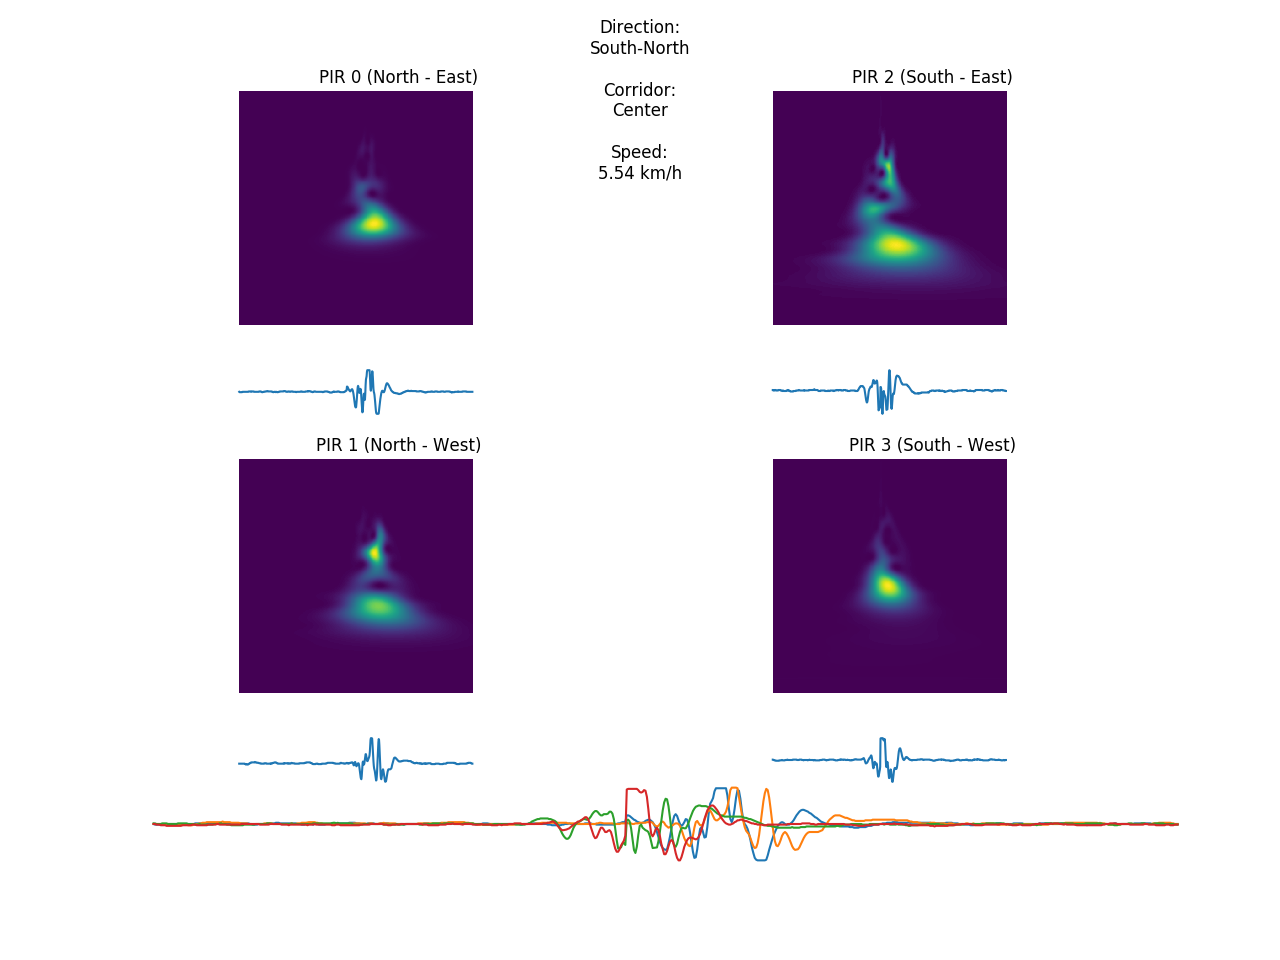 Direction:
South-North
Corridor:
Center
Speed:
5.54 km/h
PIR 0 (North - East)
PIR 2 (South - East)
PIR 1 (North - West)
PIR 3 (South - West)